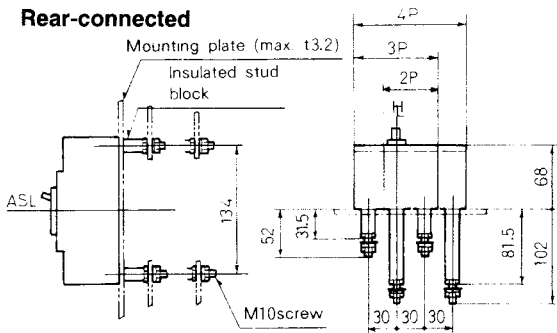 Rear-connected
Mounting plate (max. t3.2)
Insulated stud
block
ASL
134
M10screw
4P
3P
2P
H
68
52
31.5
81.5
102
30 30 30